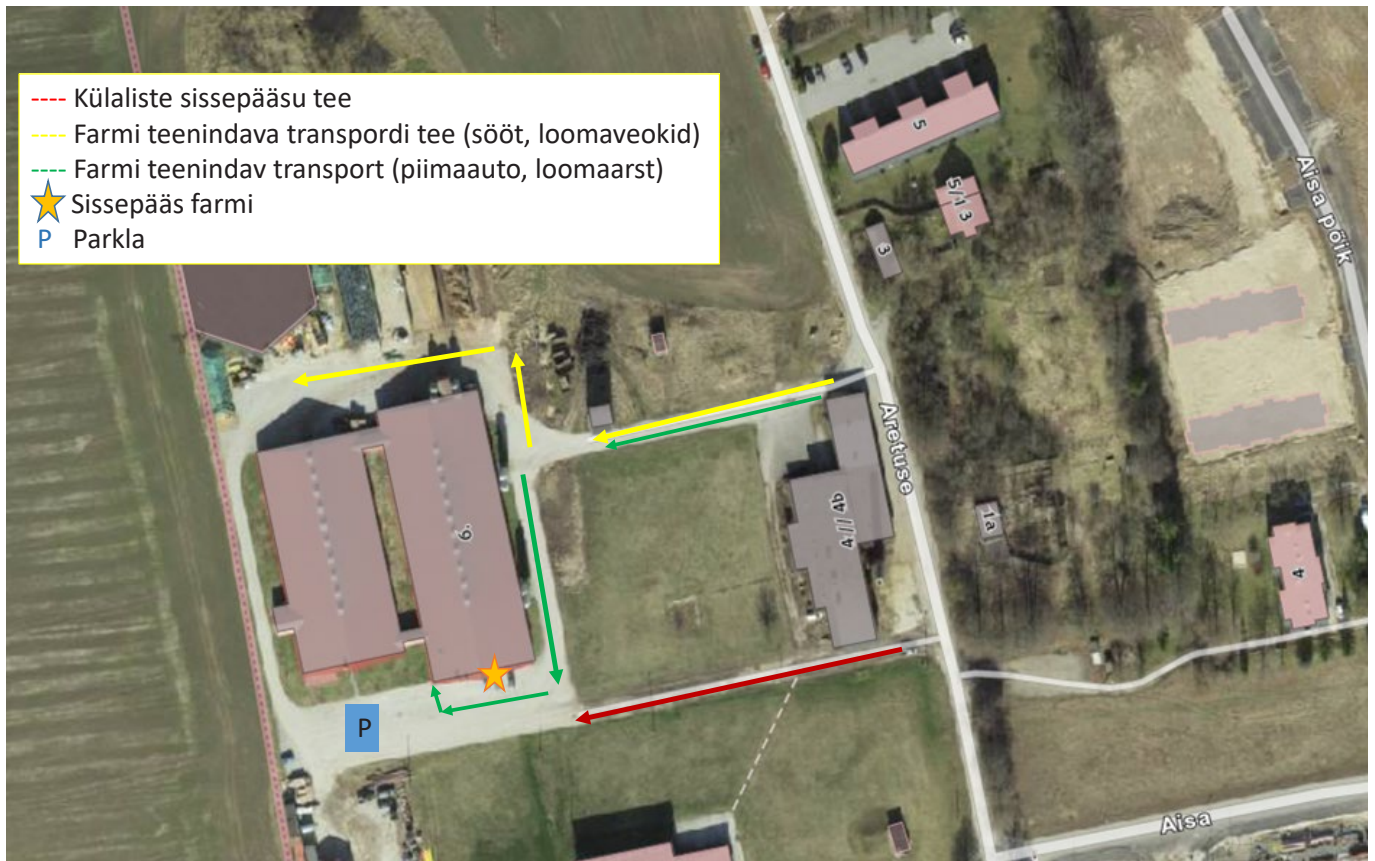 ---- Külaliste sissepääsu tee
---- Farmi teenindava transpordi tee (sööt, loomaveokid)
---- Farmi teenindav transport (piimaauto, loomaarst)
Sissepääs farmi
P Parkla
5
5/1 3
3
Aisa põik
Aretuse
6.
4 // 4b
1a
4
P
Aisa